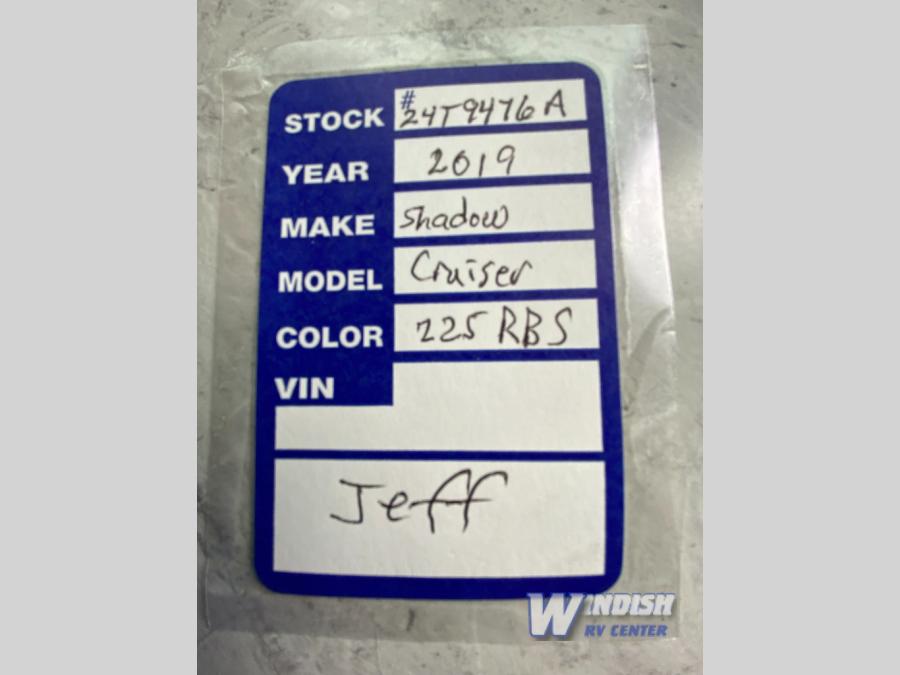 STOCK #24T9476A
YEAR 2019
MAKE Shadow
MODEL Cruiser
COLOR 225 RBS
VIN
Jeff
WINDISH
RV CENTER